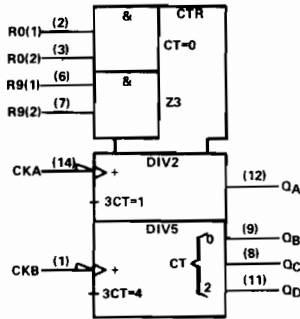 & CTR
R0(1) (2)
CT=0
R0(2) (3)
R9(1) (6)
&
R9(2) (7)
Z3
DIV2
CKA (14) +
(12) QA
3CT=1
DIV5
(9) QB
0
CKB (1) +
CT
(8) QC
(11) QD
3CT=4
2